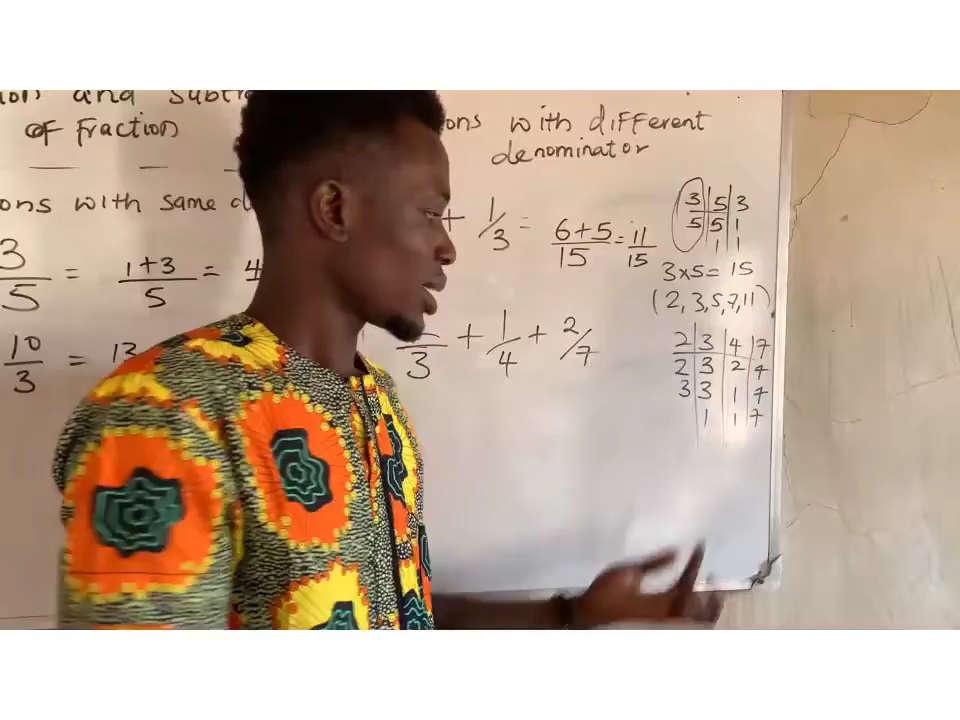 and subtr
of Fraction
ons with same d
3/5 = 1+3/5 = 4
10/3 = 13
ons with different
denominator
+ 1/3 = 6+5/15 = 11/15
3 + 1/4 + 2/7
3 | 5 | 3
5 | 5 | 1
1 | 1
3x5= 15
(2, 3, 5, 7, 11)
2 | 3 | 4 | 7
2 | 3 | 2 | 7
3 | 3 | 1 | 7
1 | 1 | 7